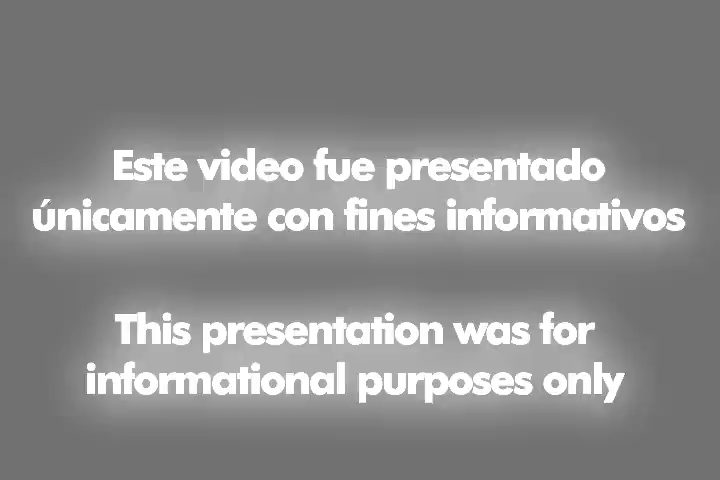 Este video fue presentado
únicamente con fines informativos
This presentation was for
informational purposes only